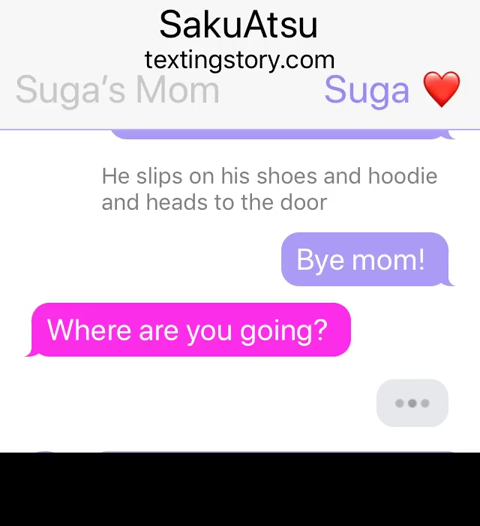 SakuAtsu
textingstory.com
Suga's Mom
Suga ❤️
He slips on his shoes and hoodie
and heads to the door
Bye mom!
Where are you going?